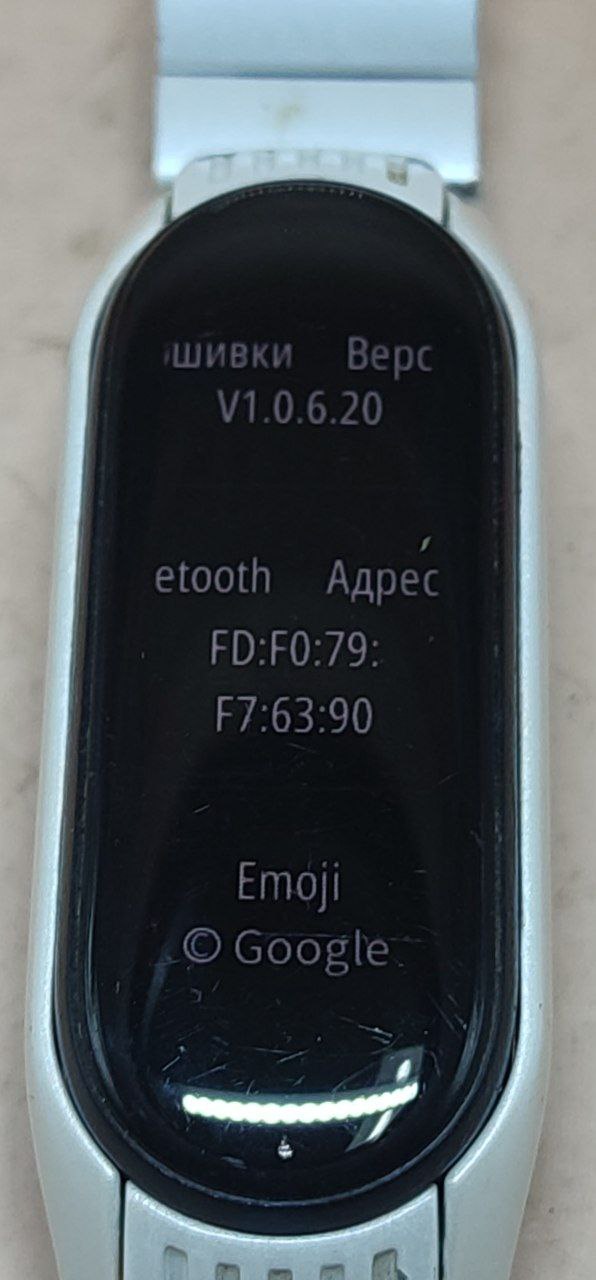 шивки Верс
V1.0.6.20
etooth Адрес
FD:F0:79:
F7:63:90
Emoji
© Google